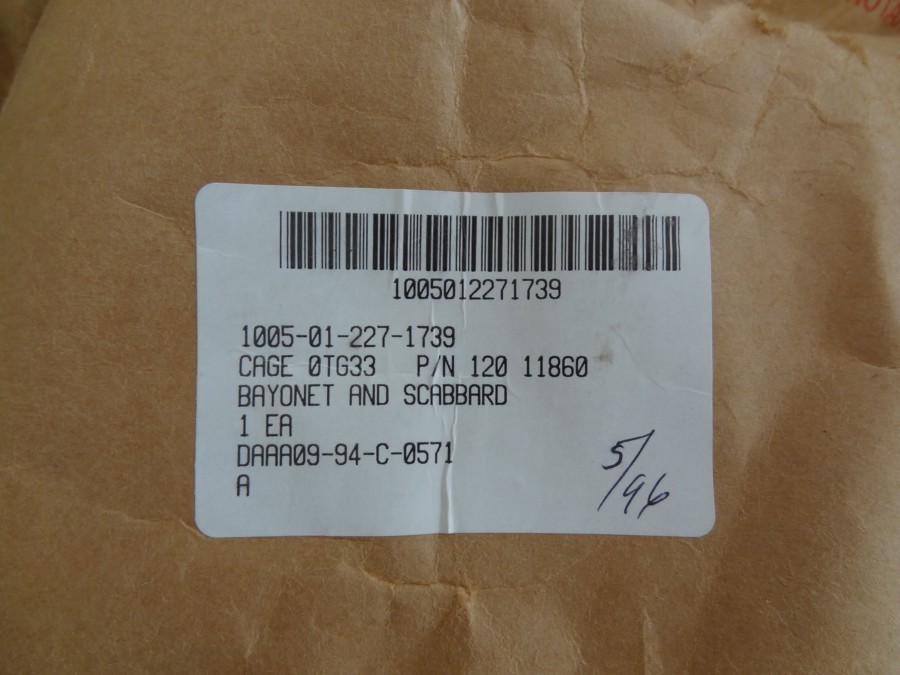 1005012271739
1005-01-227-1739
CAGE 0TG33 P/N 120 11860
BAYONET AND SCABBARD
1 EA
DAAA09-94-C-0571
A
5/96